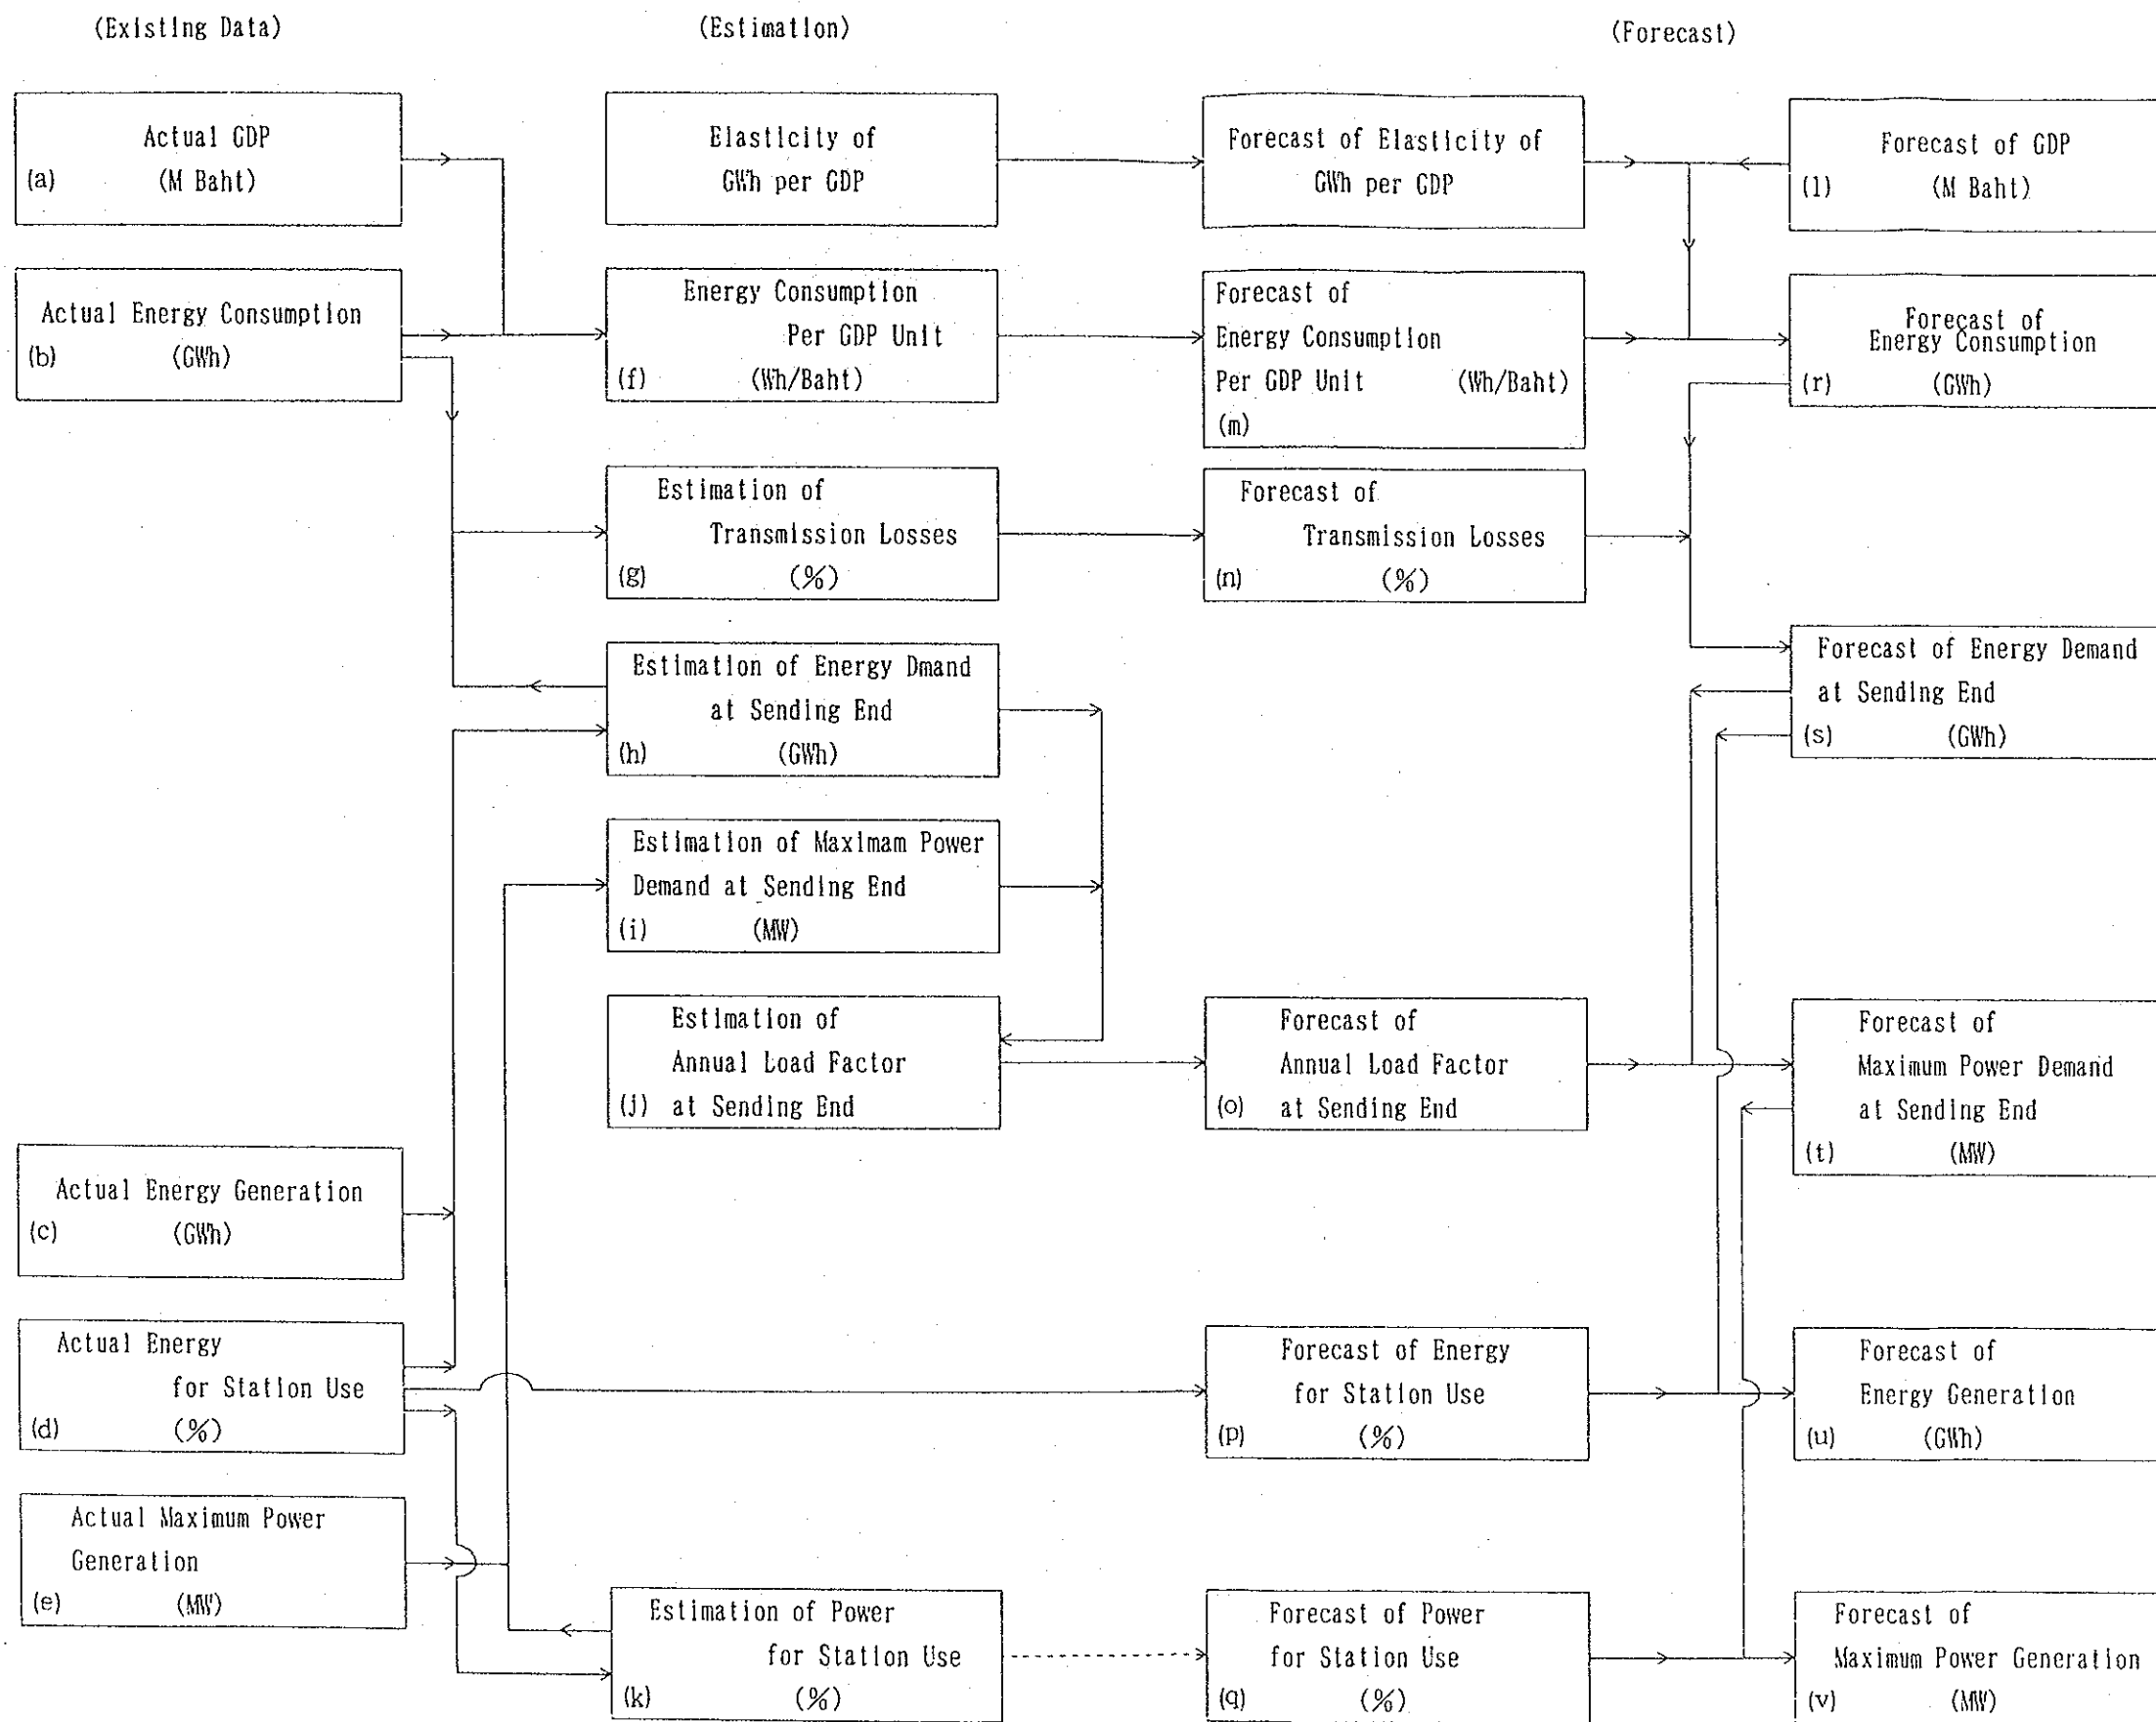 (Existing Data)
(Estimation)
(Forecast)
Actual GDP
(a) (M Baht)
Elasticity of
GWh per GDP
Forecast of Elasticity of
GWh per GDP
Forecast of GDP
(l) (M Baht)
Actual Energy Consumption
(b) (GWh)
Energy Consumption
Per GDP Unit
(f) (Wh/Baht)
Forecast of
Energy Consumption
Per GDP Unit (Wh/Baht)
(m)
Forecast of
Energy Consumption
(r) (GWh)
Estimation of
Transmission Losses
(g) (%)
Forecast of
Transmission Losses
(n) (%)
Estimation of Energy Dmand
at Sending End
(h) (GWh)
Forecast of Energy Demand
at Sending End
(s) (GWh)
Estimation of Maximam Power
Demand at Sending End
(i) (MW)
Estimation of
Annual Load Factor
(j) at Sending End
Forecast of
Annual Load Factor
(o) at Sending End
Forecast of
Maximum Power Demand
at Sending End
(t) (MW)
Actual Energy Generation
(c) (GWh)
Actual Energy
for Station Use
(d) (%)
Forecast of Energy
for Station Use
(p) (%)
Forecast of
Energy Generation
(u) (GWh)
Actual Maximum Power
Generation
(e) (MW)
Estimation of Power
for Station Use
(k) (%)
Forecast of Power
for Station Use
(q) (%)
Forecast of
Maximum Power Generation
(v) (MW)